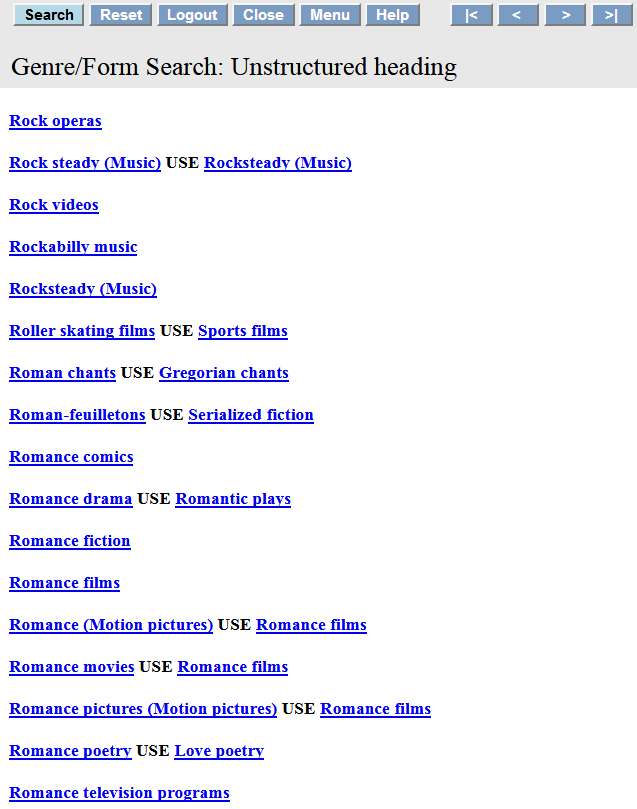 Search Reset Logout Close Menu Help |< < > >|
Genre/Form Search: Unstructured heading
Rock operas
Rock steady (Music) USE Rocksteady (Music)
Rock videos
Rockabilly music
Rocksteady (Music)
Roller skating films USE Sports films
Roman chants USE Gregorian chants
Roman-feuilletons USE Serialized fiction
Romance comics
Romance drama USE Romantic plays
Romance fiction
Romance films
Romance (Motion pictures) USE Romance films
Romance movies USE Romance films
Romance pictures (Motion pictures) USE Romance films
Romance poetry USE Love poetry
Romance television programs